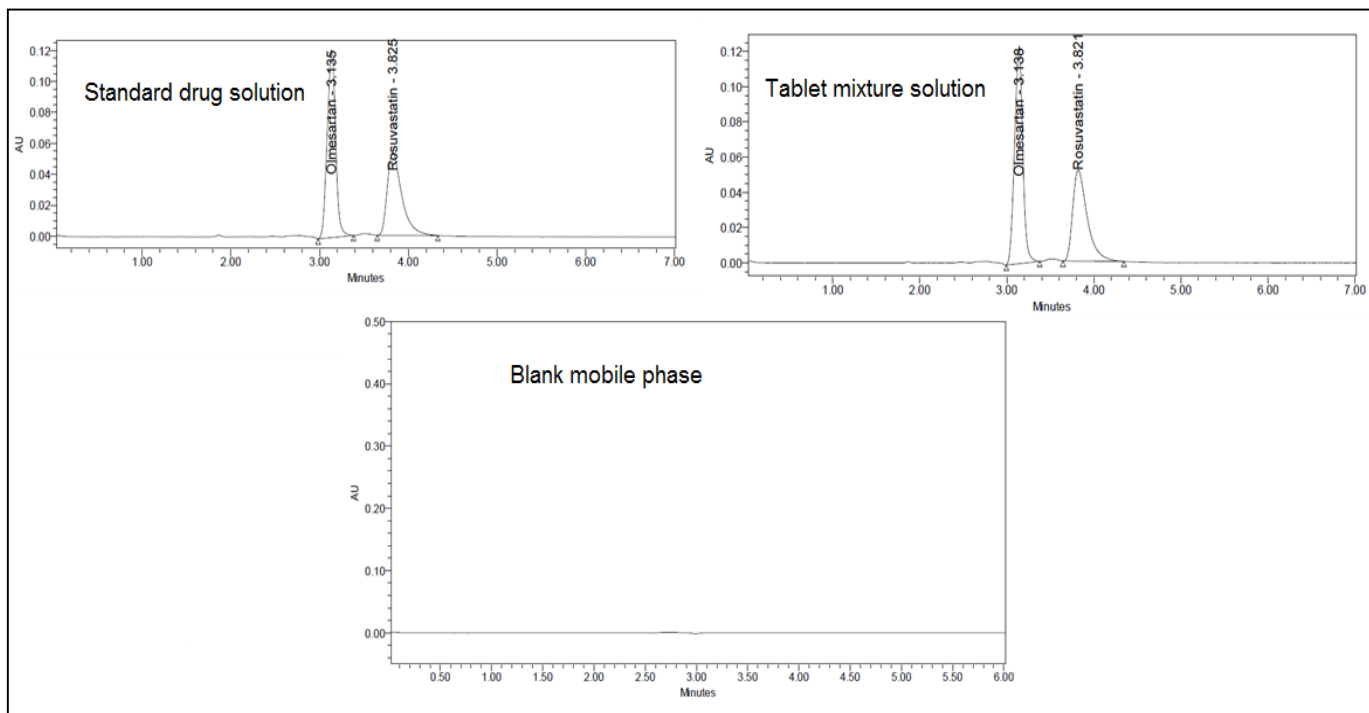 Standard drug solution
0.12
0.10
0.08
0.06
0.04
0.02
0.00
AU
Olmesartan - 3.135
Rosuvastatin - 3.825
1.00 2.00 3.00 4.00 5.00 6.00 7.00
Minutes
Tablet mixture solution
0.12
0.10
0.08
0.06
0.04
0.02
0.00
AU
Olmesartan - 3.138
Rosuvastatin - 3.821
1.00 2.00 3.00 4.00 5.00 6.00 7.00
Minutes
Blank mobile phase
0.50
0.40
0.30
0.20
0.10
0.00
AU
0.50 1.00 1.50 2.00 2.50 3.00 3.50 4.00 4.50 5.00 5.50 6.00
Minutes